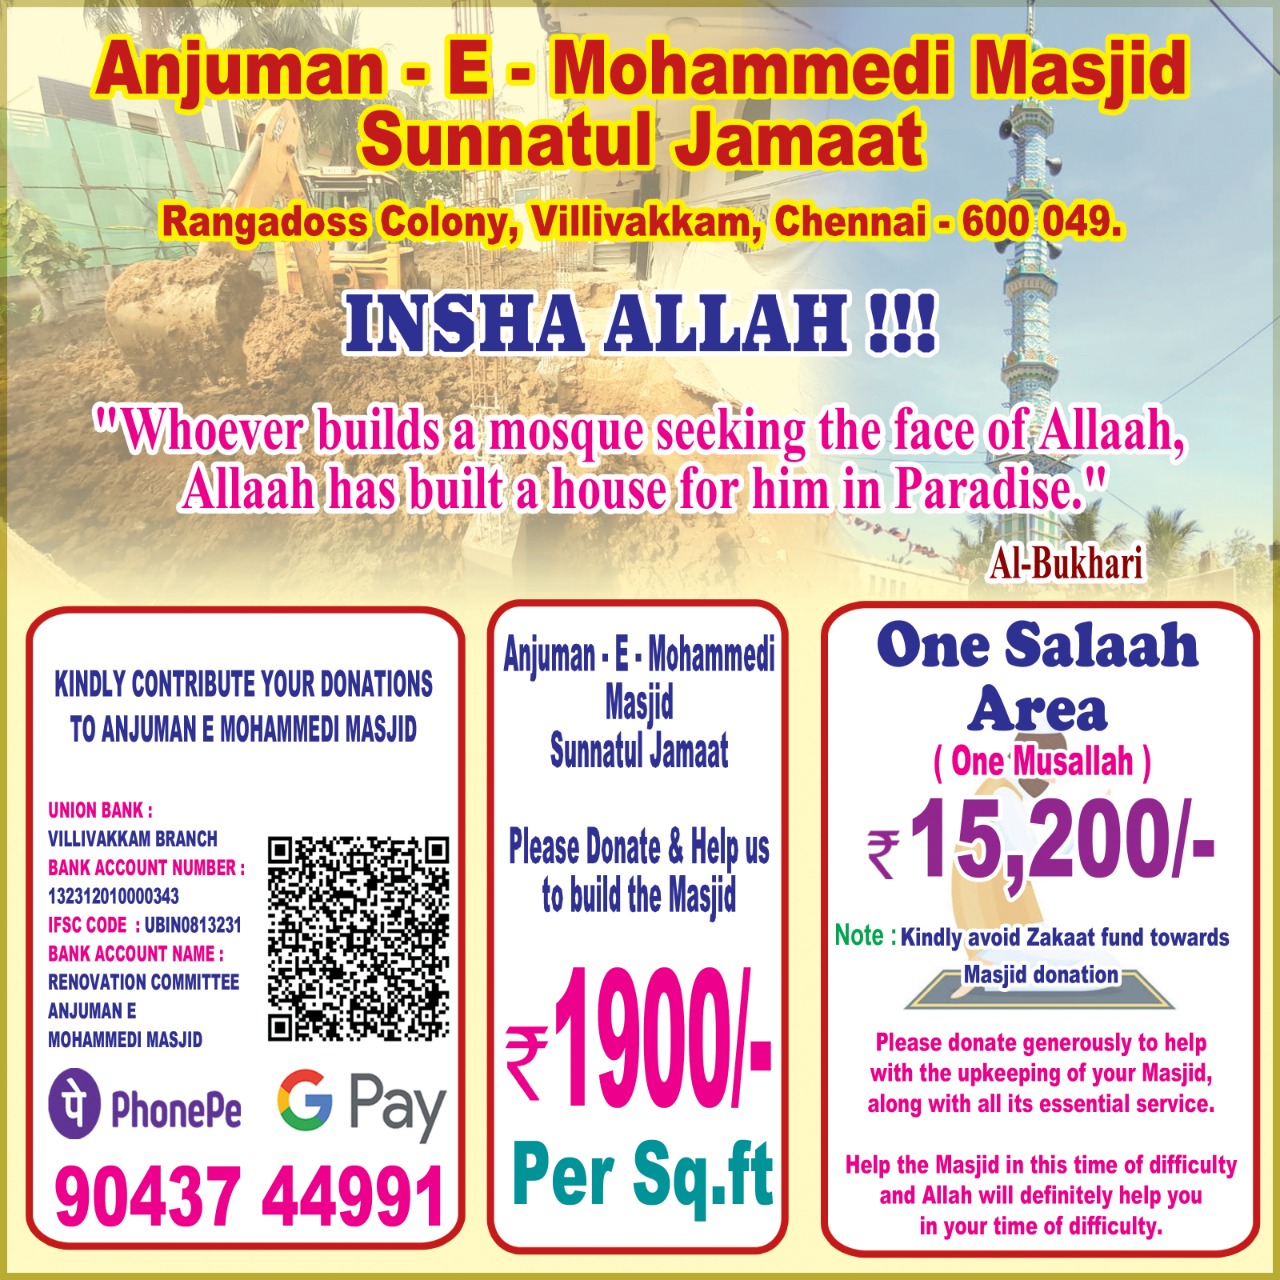 Anjuman - E - Mohammedi Masjid
Sunnatul Jamaat
Rangadoss Colony, Villivakkam, Chennai - 600 049.
INSHA ALLAH !!!
"Whoever builds a mosque seeking the face of Allaah,
Allaah has built a house for him in Paradise."
Al-Bukhari
KINDLY CONTRIBUTE YOUR DONATIONS
TO ANJUMAN E MOHAMMEDI MASJID
UNION BANK :
VILLIVAKKAM BRANCH
BANK ACCOUNT NUMBER :
132312010000343
IFSC CODE : UBIN0813231
BANK ACCOUNT NAME :
RENOVATION COMMITTEE
ANJUMAN E
MOHAMMEDI MASJID
पे PhonePe G Pay
90437 44991
Anjuman - E - Mohammedi
Masjid
Sunnatul Jamaat
Please Donate & Help us
to build the Masjid
₹1900/-
Per Sq.ft
One Salaah
Area
( One Musallah )
₹ 15,200/-
Note : Kindly avoid Zakaat fund towards
Masjid donation
Please donate generously to help
with the upkeeping of your Masjid,
along with all its essential service.
Help the Masjid in this time of difficulty
and Allah will definitely help you
in your time of difficulty.